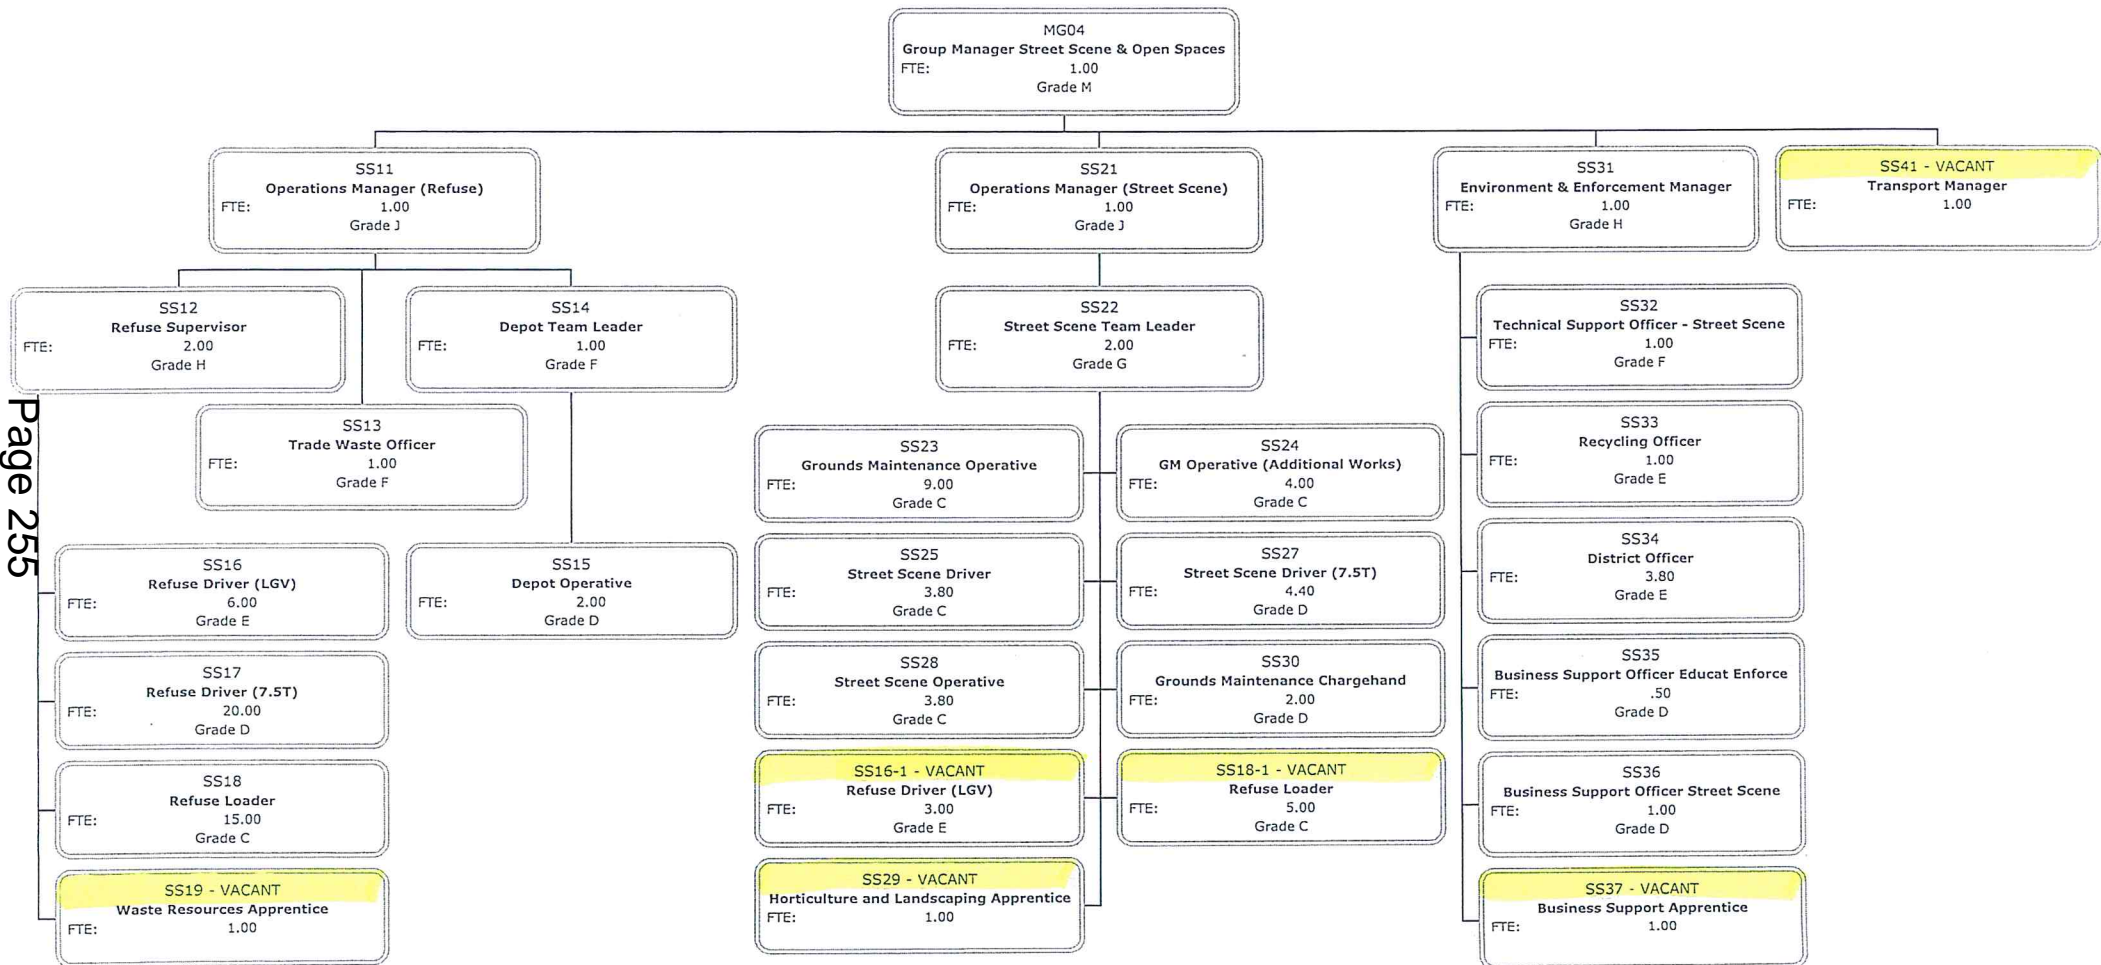 MG04
Group Manager Street Scene & Open Spaces
FTE: 1.00
Grade M
SS11
Operations Manager (Refuse)
FTE: 1.00
Grade J
SS21
Operations Manager (Street Scene)
FTE: 1.00
Grade J
SS31
Environment & Enforcement Manager
FTE: 1.00
Grade H
SS41 - VACANT
Transport Manager
FTE: 1.00
SS12
Refuse Supervisor
FTE: 2.00
Grade H
SS14
Depot Team Leader
FTE: 1.00
Grade F
SS13
Trade Waste Officer
FTE: 1.00
Grade F
SS16
Refuse Driver (LGV)
FTE: 6.00
Grade E
SS15
Depot Operative
FTE: 2.00
Grade D
SS17
Refuse Driver (7.5T)
FTE: 20.00
Grade D
SS18
Refuse Loader
FTE: 15.00
Grade C
SS19 - VACANT
Waste Resources Apprentice
FTE: 1.00
SS22
Street Scene Team Leader
FTE: 2.00
Grade G
SS23
Grounds Maintenance Operative
FTE: 9.00
Grade C
SS24
GM Operative (Additional Works)
FTE: 4.00
Grade C
SS25
Street Scene Driver
FTE: 3.80
Grade C
SS27
Street Scene Driver (7.5T)
FTE: 4.40
Grade D
SS28
Street Scene Operative
FTE: 3.80
Grade C
SS30
Grounds Maintenance Chargehand
FTE: 2.00
Grade D
SS16-1 - VACANT
Refuse Driver (LGV)
FTE: 3.00
Grade E
SS18-1 - VACANT
Refuse Loader
FTE: 5.00
Grade C
SS29 - VACANT
Horticulture and Landscaping Apprentice
FTE: 1.00
SS32
Technical Support Officer - Street Scene
FTE: 1.00
Grade F
SS33
Recycling Officer
FTE: 1.00
Grade E
SS34
District Officer
FTE: 3.80
Grade E
SS35
Business Support Officer Educat Enforce
FTE: .50
Grade D
SS36
Business Support Officer Street Scene
FTE: 1.00
Grade D
SS37 - VACANT
Business Support Apprentice
FTE: 1.00
Page 255